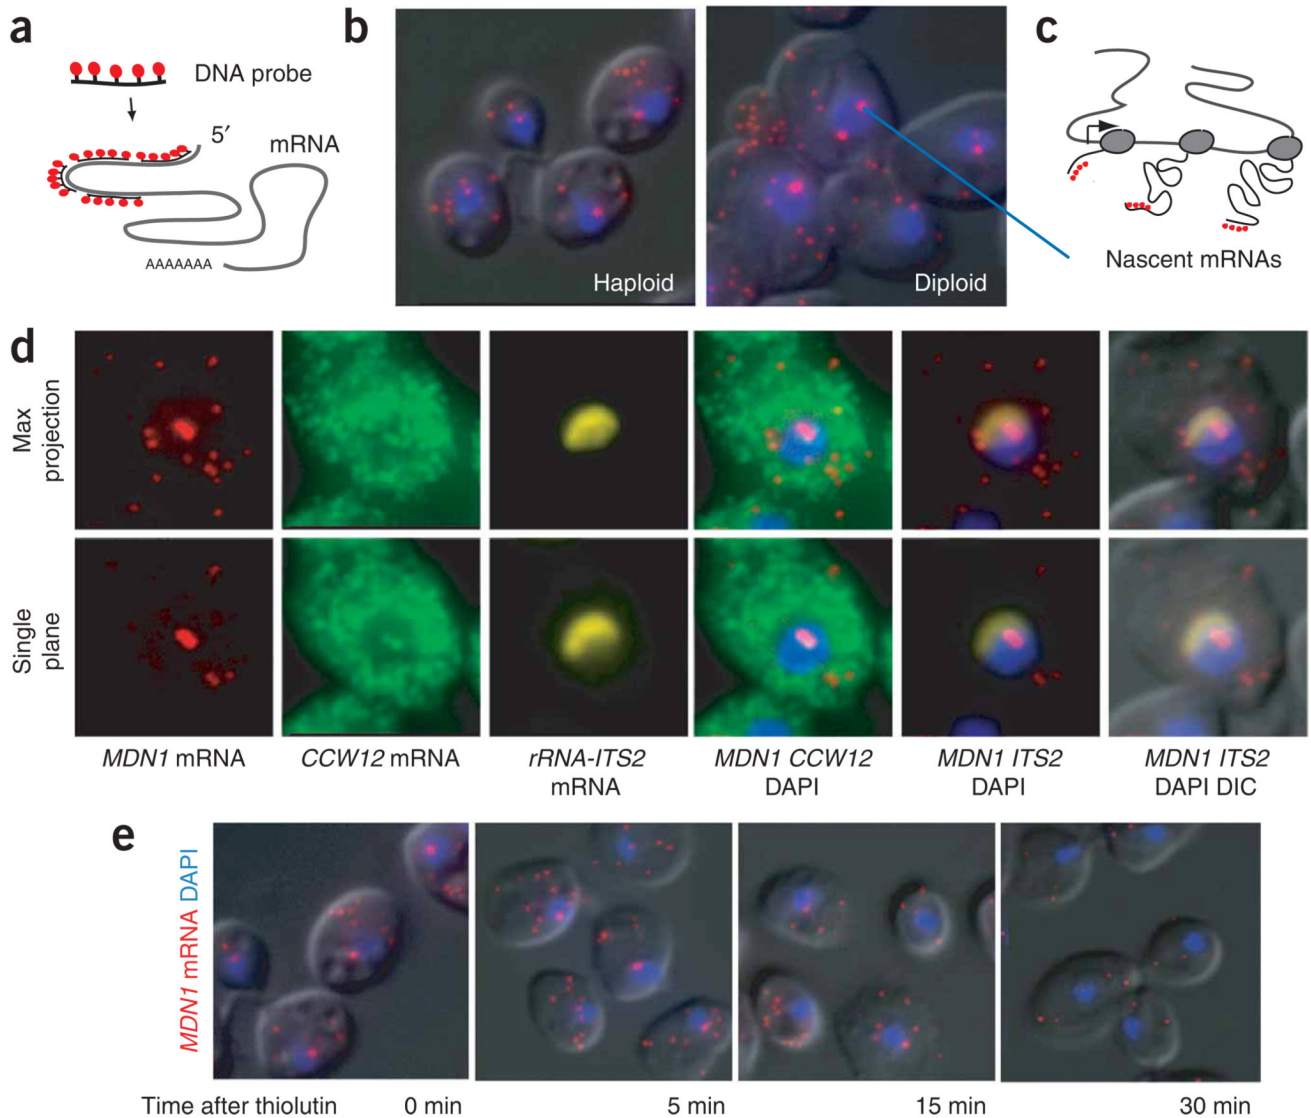 a
DNA probe
5′
mRNA
AAAAAAA
b
Haploid
Diploid
c
Nascent mRNAs
d
Max
projection
Single
plane
MDN1 mRNA
CCW12 mRNA
rRNA-ITS2
mRNA
MDN1 CCW12
DAPI
MDN1 ITS2
DAPI
MDN1 ITS2
DAPI DIC
e
MDN1 mRNA DAPI
Time after thiolutin
0 min
5 min
15 min
30 min